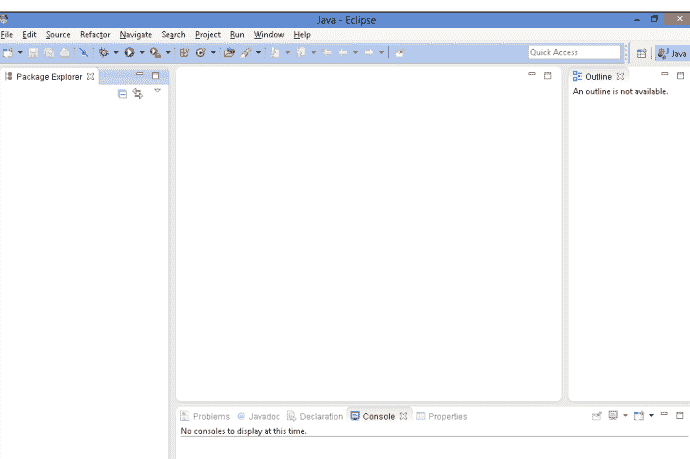 Java - Eclipse
File Edit Source Refactor Navigate Search Project Run Window Help
Quick Access Java
Package Explorer
Outline
An outline is not available.
Problems Javadoc Declaration Console Properties
No consoles to display at this time.